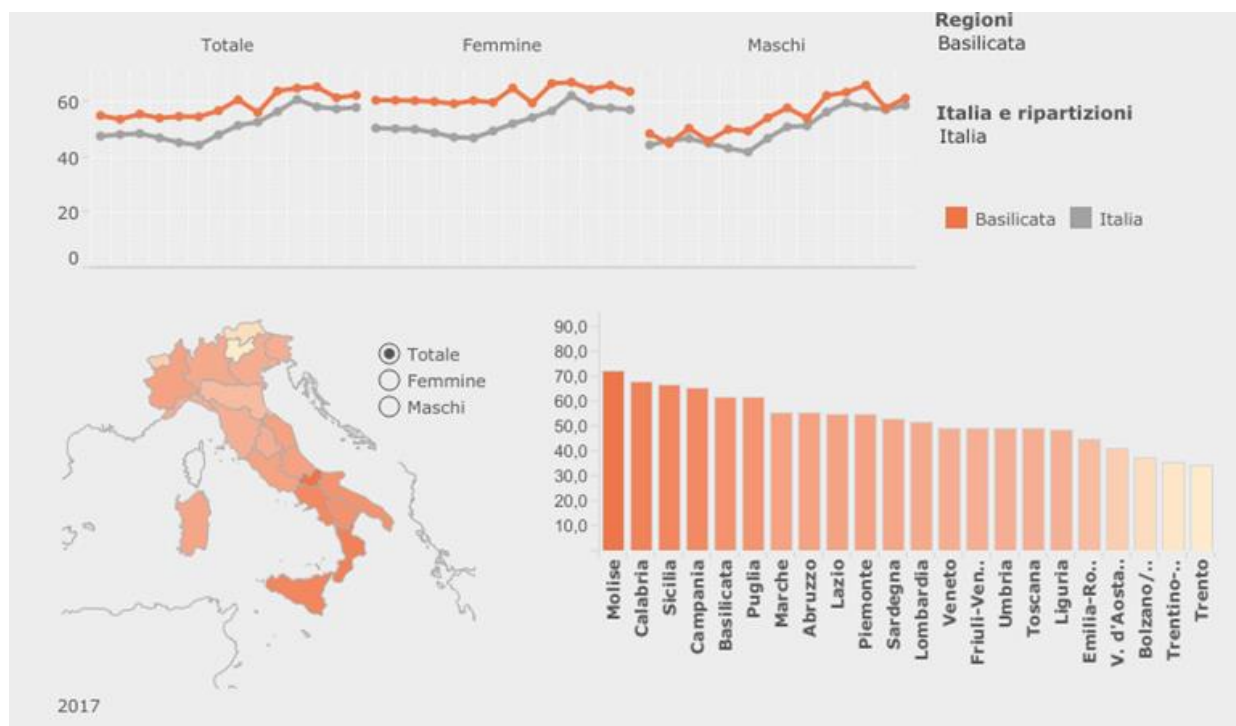 Totale
Femmine
Maschi
Regioni
Basilicata
Italia e ripartizioni
Italia
Basilicata
Italia
60
40
20
0
Totale
Femmine
Maschi
90,0
80,0
70,0
60,0
50,0
40,0
30,0
20,0
10,0
Molise
Calabria
Sicilia
Campania
Basilicata
Puglia
Marche
Abruzzo
Lazio
Piemonte
Sardegna
Lombardia
Veneto
Friuli-Ven..
Umbria
Toscana
Liguria
Emilia-Ro..
V. d'Aosta..
Bolzano/..
Trentino-..
Trento
2017